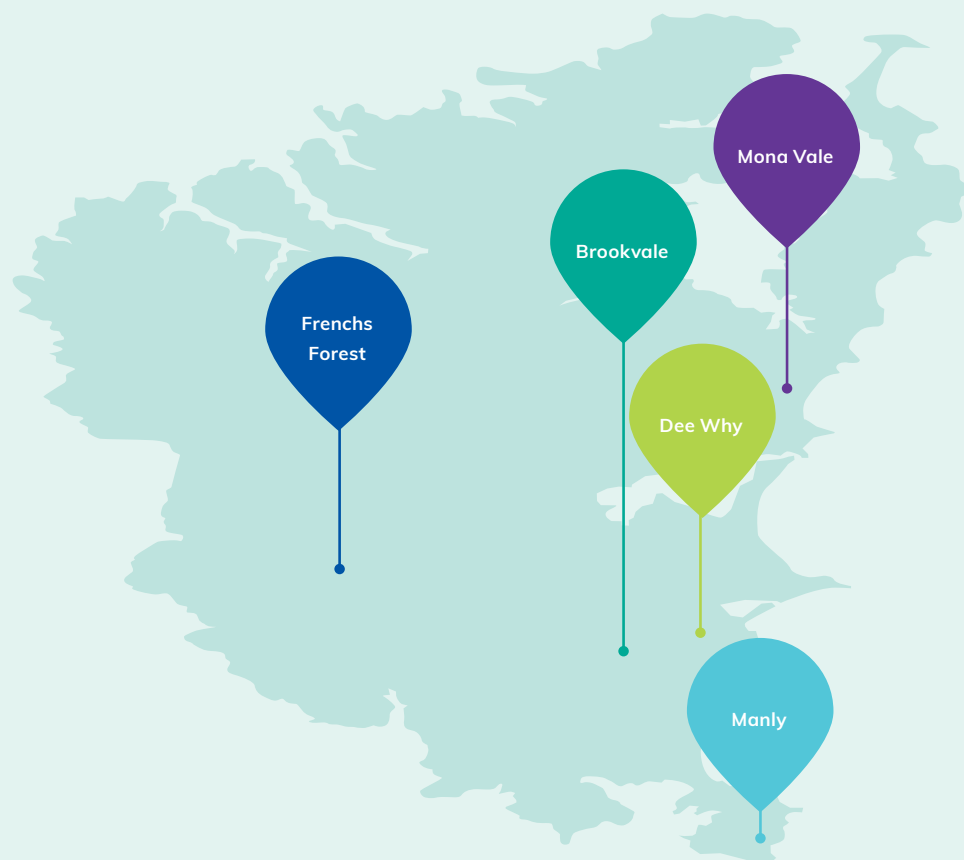 Mona Vale
Brookvale
Frenchs
Forest
Dee Why
Manly